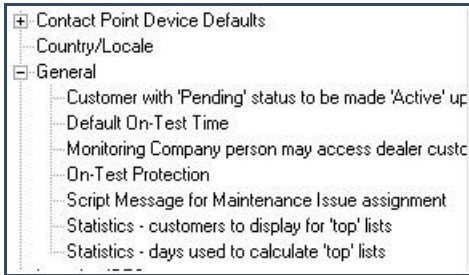 Contact Point Device Defaults
Country/Locale
General
Customer with 'Pending' status to be made 'Active' up
Default On-Test Time
Monitoring Company person may access dealer custo
On-Test Protection
Script Message for Maintenance Issue assignment
Statistics - customers to display for 'top' lists
Statistics - days used to calculate 'top' lists